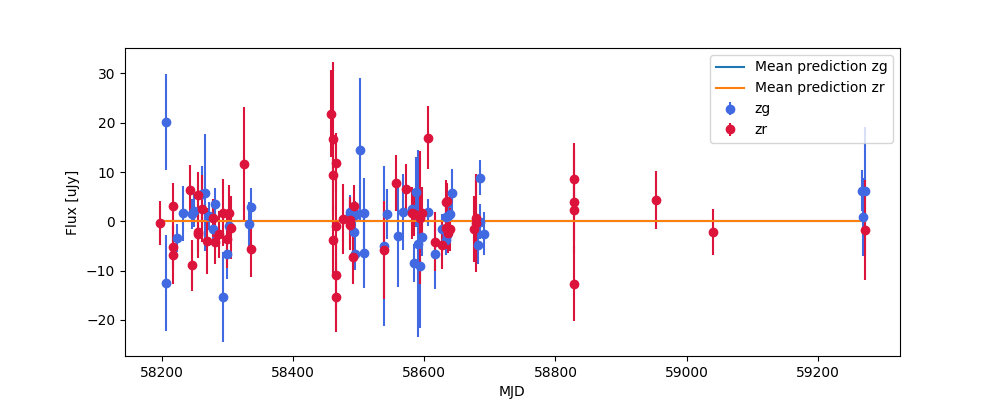 Mean prediction zg
Mean prediction zr
zg
zr
30
20
10
0
−10
−20
Flux [uJy]
58200
58400
58600
58800
59000
59200
MJD